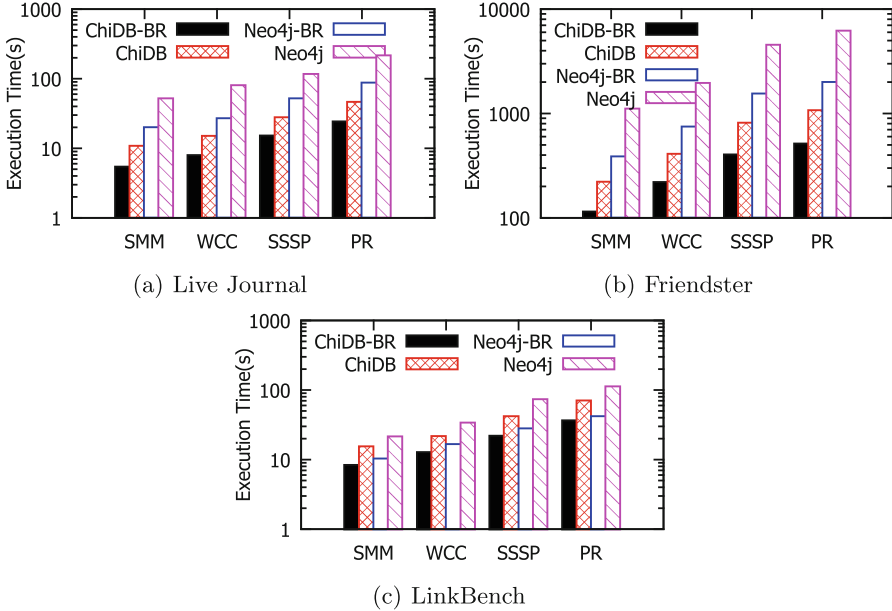 Execution Time(s)
1000
100
10
1
ChiDB-BR
ChiDB
Neo4j-BR
Neo4j
SMM WCC SSSP PR
(a) Live Journal
Execution Time(s)
10000
1000
100
ChiDB-BR
ChiDB
Neo4j-BR
Neo4j
SMM WCC SSSP PR
(b) Friendster
Execution Time(s)
1000
100
10
1
ChiDB-BR
ChiDB
Neo4j-BR
Neo4j
SMM WCC SSSP PR
(c) LinkBench